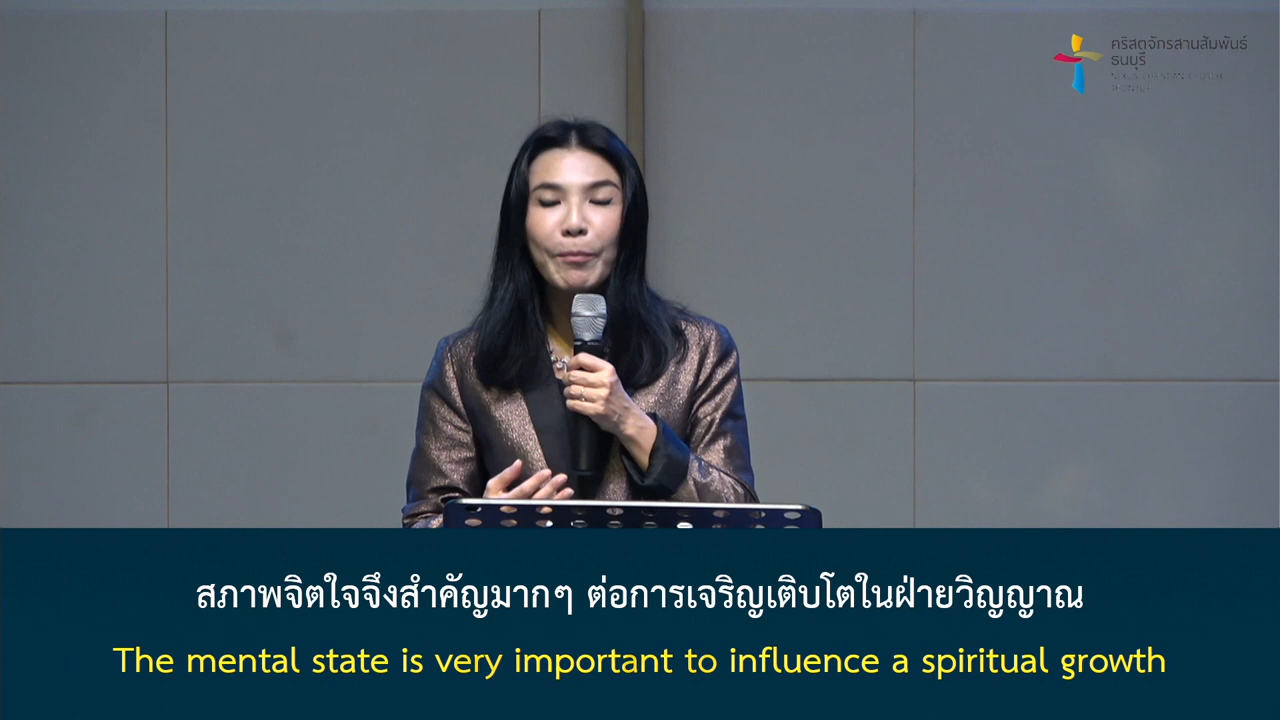 คริสตจักรสานสัมพันธ์
ธนบุรี
สภาพจิตใจจึงสำคัญมากๆ ต่อการเจริญเติบโตในฝ่ายวิญญาณ
The mental state is very important to influence a spiritual growth